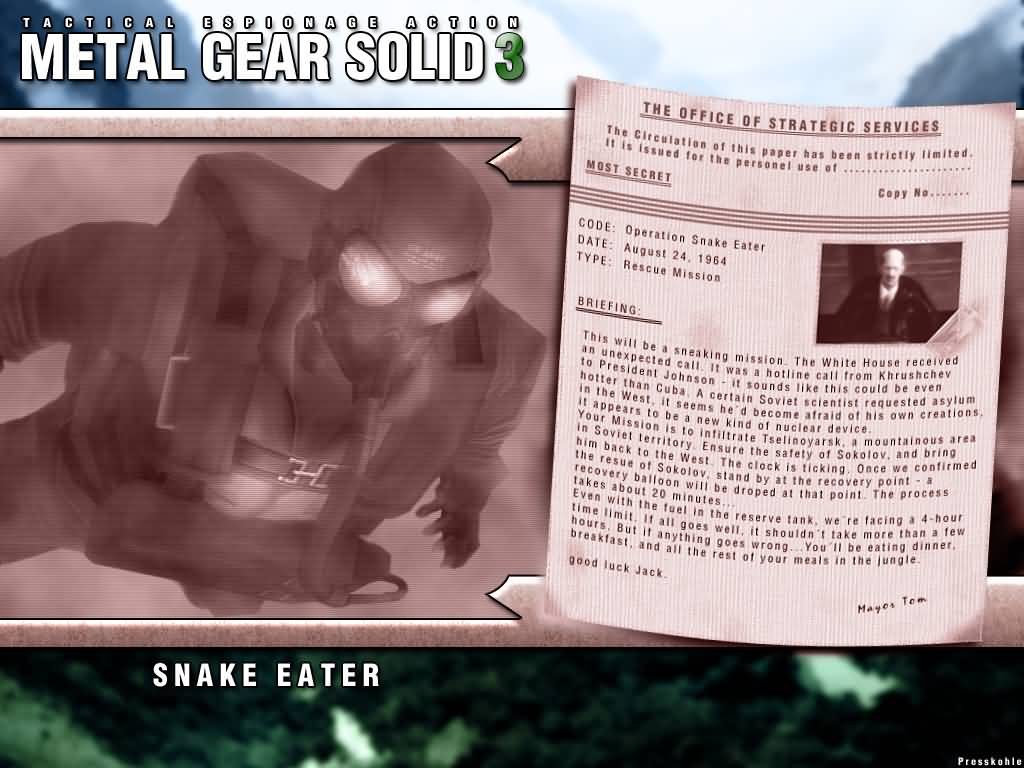 TACTICAL ESPIONAGE ACTION
METAL GEAR SOLID 3
THE OFFICE OF STRATEGIC SERVICES
The Circulation of this paper has been strictly limited.
It is issued for the personel use of ......................
MOST SECRET
Copy No.......
CODE: Operation Snake Eater
DATE: August 24, 1964
TYPE: Rescue Mission
BRIEFING:
This will be a sneaking mission. The White House received
an unexpected call. It was a hotline call from Khrushchev
to President Johnson - it sounds like this could be even
hotter than Cuba. A certain Soviet scientist requested asylum
in the West, it seems he´d become afraid of his own creations,
it appears to be a new kind of nuclear device.
Your Mission is to infiltrate Tselinoyarsk, a mountainous area
in Soviet territory. Ensure the safety of Sokolov, and bring
him back to the West. The clock is ticking. Once we confirmed
the resue of Sokolov, stand by at the recovery point - a
recovery balloon will be droped at that point. The process
takes about 20 minutes...
Even with the fuel in the reserve tank, we´re facing a 4-hour
time limit. If all goes well, it shouldn´t take more than a few
hours. But if anything goes wrong...You´ll be eating dinner,
breakfast, and all the rest of your meals in the jungle.
good luck Jack.
Mayor Tom
SNAKE EATER
Presskohle